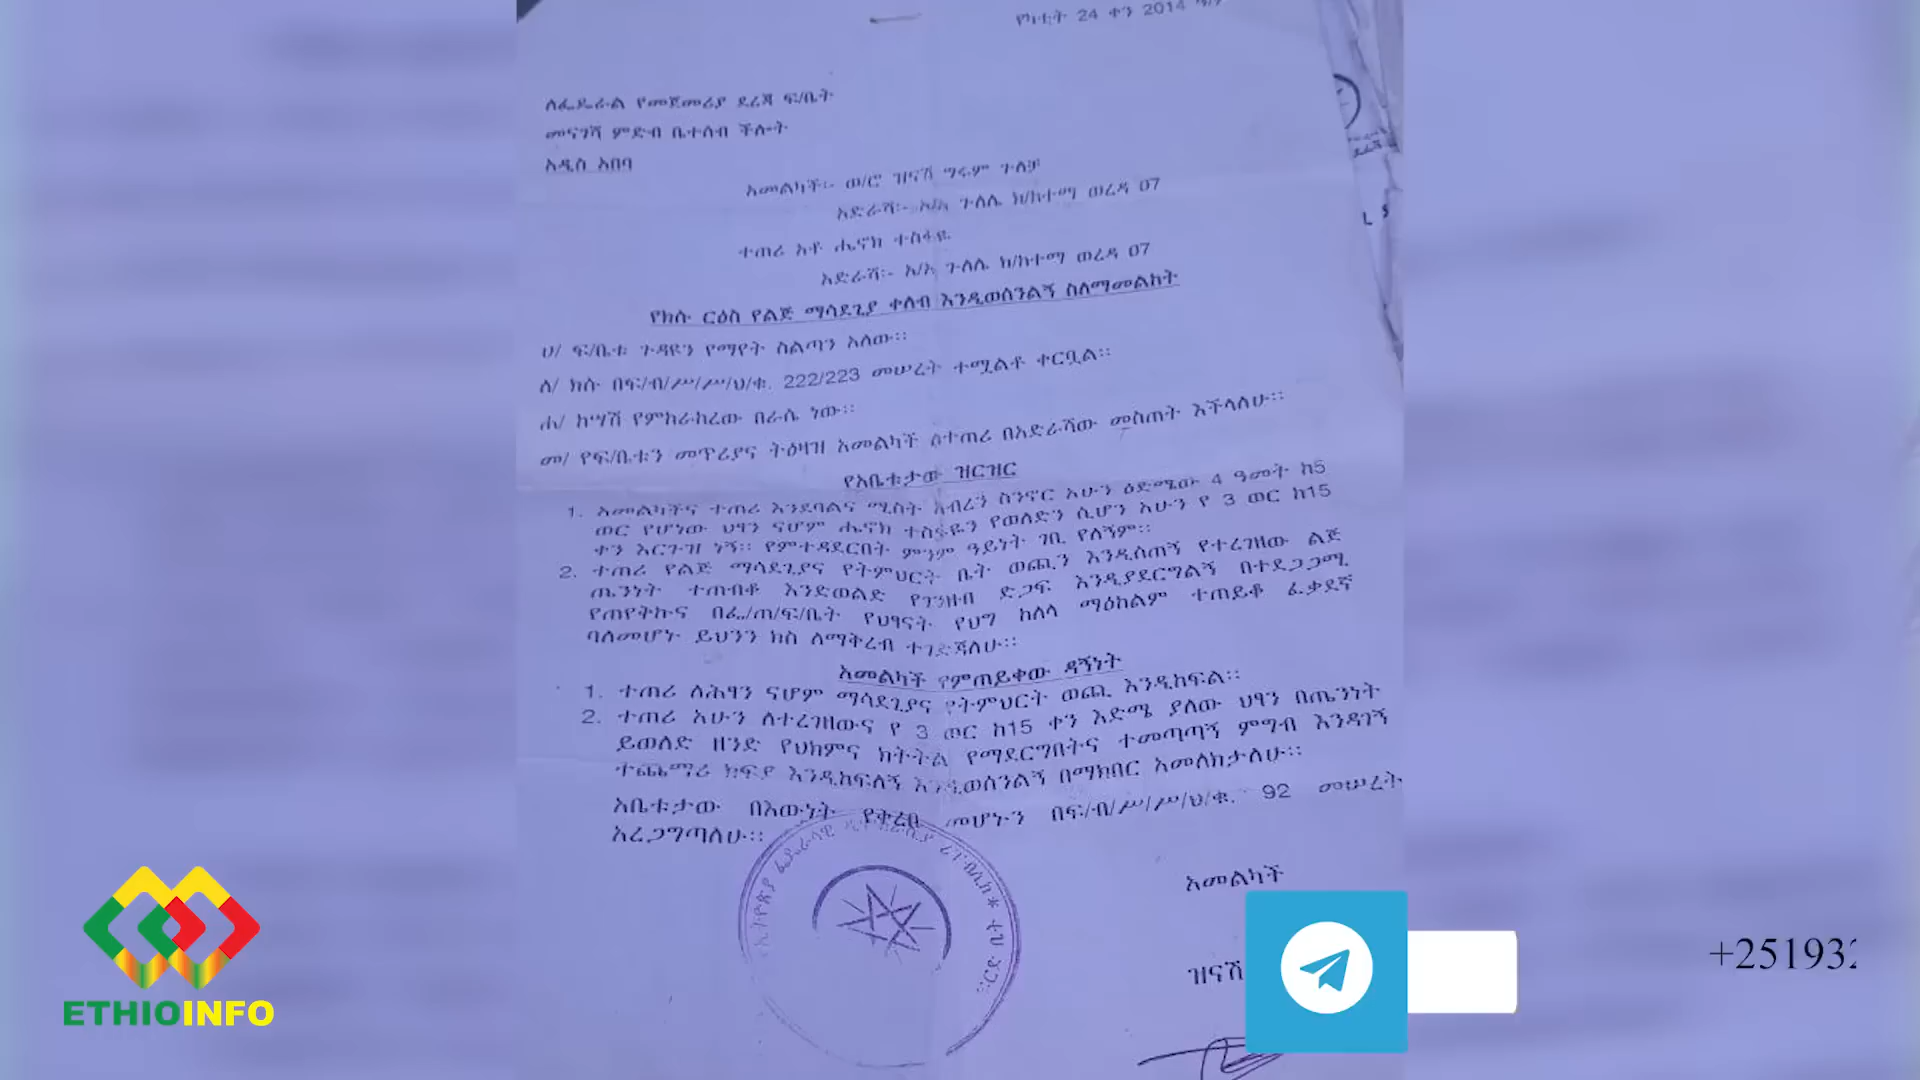 የካቲት 24 ቀን 2014
ለፌዴራል የመጀመሪያ ደረጃ ፍ/ቤት
መናገሻ ምድብ ቤተሰብ ችሎት
አዲስ አበባ
አመልካች፡- ወ/ሮ ዝናሽ ግሩም ጉለቻ
አድራሻ፡- አ/አ ጉለሌ ክ/ከተማ ወረዳ 07
ተጠሪ አቶ ሔኖክ ተስፋዬ
አድራሻ፡- አ/አ ጉለሌ ክ/ከተማ ወረዳ 07
የክሱ ርዕስ የልጅ ማሳደጊያ ቀለብ እንዲወሰንልኝ ስለማመልከት
ሀ/ ፍ/ቤቱ ጉዳዩን የማየት ስልጣን አለው፡፡
ለ/ ክሱ በፍ/ብ/ሥ/ሥ/ህ/ቁ. 222/223 መሠረት ተሟልቶ ቀርቧል፡፡
ሐ/ ከሣሽ የምከራከረው በራሴ ነው፡፡
መ/ የፍ/ቤቱን መጥሪያና ትዕዛዝ አመልካች ለተጠሪ በአድራሻው መስጠት እችላለሁ፡፡
የአቤቱታው ዝርዝር
1. አመልካችና ተጠሪ እንደባልና ሚስት አብረን ስንኖር አሁን ዕድሜው 4 ዓመት ከ5
ወር የሆነው ህፃን ናሆም ሔኖክ ተስፋዬን የወለድን ሲሆን አሁን የ 3 ወር ከ15
ቀን እርጉዝ ነኝ፡፡ የምተዳደርበት ምንም ዓይነት ገቢ የለኝም፡፡
2. ተጠሪ የልጅ ማሳደጊያና የትምህርት ቤት ወጪን እንዲሰጠኝ የተረገዘው ልጅ
ጤንነት ተጠብቆ እንድወልድ የገንዘብ ድጋፍ እንዲያደርግልኝ በተደጋጋሚ
የጠየቅኩና በፌ/ጠ/ፍ/ቤት የህፃናት የህግ ከለላ ማዕከልም ተጠይቆ ፈቃደኛ
ባለመሆኑ ይህንን ክስ ለማቅረብ ተገድጃለሁ፡፡
አመልካች የምጠይቀው ዳኝነት
1. ተጠሪ ለሕፃን ናሆም ማሳደጊያና የትምህርት ወጪ እንዲከፍል፡፡
2. ተጠሪ አሁን ለተረገዘውና የ 3 ወር ከ15 ቀን እድሜ ያለው ህፃን በጤንነት
ይወለድ ዘንድ የህክምና ክትትል የማደርግበትና ተመጣጣኝ ምግብ እንዳገኝ
ተጨማሪ ክፍያ እንዲከፍለኝ እንዲወሰንልኝ በማክበር አመለክታለሁ፡፡
አቤቱታው በእውነት የቀረበ መሆኑን በፍ/ብ/ሥ/ሥ/ህ/ቁ. 92 መሠረት
አረጋግጣለሁ፡፡
አመልካች
ዝናሽ
ETHIOINFO
+25193